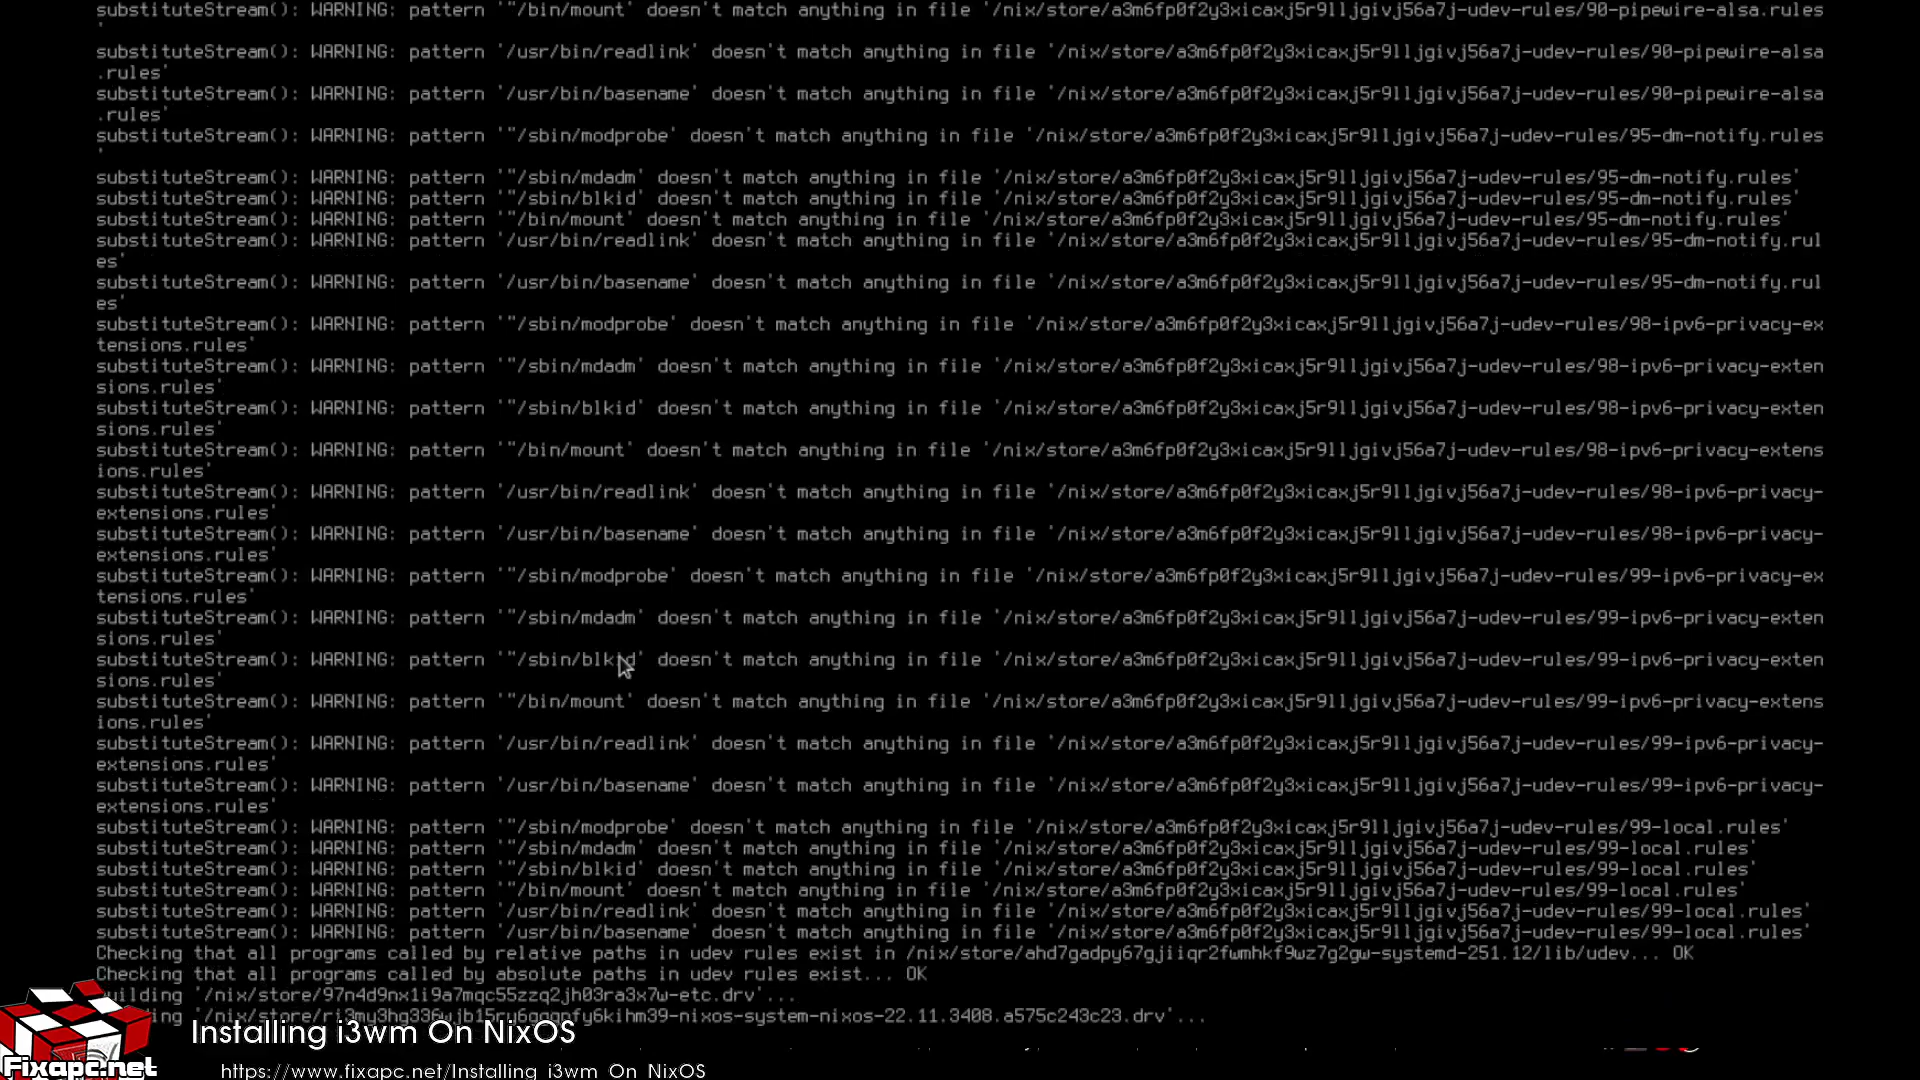 substituteStream(): WARNING: pattern '"/bin/mount' doesn't match anything in file '/nix/store/a3m6fp0f2y3xicaxj5r9lljgivj56a7j-udev-rules/90-pipewire-alsa.rules
'
substituteStream(): WARNING: pattern '/usr/bin/readlink' doesn't match anything in file '/nix/store/a3m6fp0f2y3xicaxj5r9lljgivj56a7j-udev-rules/90-pipewire-alsa
.rules'
substituteStream(): WARNING: pattern '/usr/bin/basename' doesn't match anything in file '/nix/store/a3m6fp0f2y3xicaxj5r9lljgivj56a7j-udev-rules/90-pipewire-alsa
.rules'
substituteStream(): WARNING: pattern '"/sbin/modprobe' doesn't match anything in file '/nix/store/a3m6fp0f2y3xicaxj5r9lljgivj56a7j-udev-rules/95-dm-notify.rules
'
substituteStream(): WARNING: pattern '"/sbin/mdadm' doesn't match anything in file '/nix/store/a3m6fp0f2y3xicaxj5r9lljgivj56a7j-udev-rules/95-dm-notify.rules'
substituteStream(): WARNING: pattern '"/sbin/blkid' doesn't match anything in file '/nix/store/a3m6fp0f2y3xicaxj5r9lljgivj56a7j-udev-rules/95-dm-notify.rules'
substituteStream(): WARNING: pattern '"/bin/mount' doesn't match anything in file '/nix/store/a3m6fp0f2y3xicaxj5r9lljgivj56a7j-udev-rules/95-dm-notify.rules'
substituteStream(): WARNING: pattern '/usr/bin/readlink' doesn't match anything in file '/nix/store/a3m6fp0f2y3xicaxj5r9lljgivj56a7j-udev-rules/95-dm-notify.rul
es'
substituteStream(): WARNING: pattern '/usr/bin/basename' doesn't match anything in file '/nix/store/a3m6fp0f2y3xicaxj5r9lljgivj56a7j-udev-rules/95-dm-notify.rul
es'
substituteStream(): WARNING: pattern '"/sbin/modprobe' doesn't match anything in file '/nix/store/a3m6fp0f2y3xicaxj5r9lljgivj56a7j-udev-rules/98-ipv6-privacy-ex
tensions.rules'
substituteStream(): WARNING: pattern '"/sbin/mdadm' doesn't match anything in file '/nix/store/a3m6fp0f2y3xicaxj5r9lljgivj56a7j-udev-rules/98-ipv6-privacy-exten
sions.rules'
substituteStream(): WARNING: pattern '"/sbin/blkid' doesn't match anything in file '/nix/store/a3m6fp0f2y3xicaxj5r9lljgivj56a7j-udev-rules/98-ipv6-privacy-exten
sions.rules'
substituteStream(): WARNING: pattern '"/bin/mount' doesn't match anything in file '/nix/store/a3m6fp0f2y3xicaxj5r9lljgivj56a7j-udev-rules/98-ipv6-privacy-extens
ions.rules'
substituteStream(): WARNING: pattern '/usr/bin/readlink' doesn't match anything in file '/nix/store/a3m6fp0f2y3xicaxj5r9lljgivj56a7j-udev-rules/98-ipv6-privacy-
extensions.rules'
substituteStream(): WARNING: pattern '/usr/bin/basename' doesn't match anything in file '/nix/store/a3m6fp0f2y3xicaxj5r9lljgivj56a7j-udev-rules/98-ipv6-privacy-
extensions.rules'
substituteStream(): WARNING: pattern '"/sbin/modprobe' doesn't match anything in file '/nix/store/a3m6fp0f2y3xicaxj5r9lljgivj56a7j-udev-rules/99-ipv6-privacy-ex
tensions.rules'
substituteStream(): WARNING: pattern '"/sbin/mdadm' doesn't match anything in file '/nix/store/a3m6fp0f2y3xicaxj5r9lljgivj56a7j-udev-rules/99-ipv6-privacy-exten
sions.rules'
substituteStream(): WARNING: pattern '"/sbin/blkid' doesn't match anything in file '/nix/store/a3m6fp0f2y3xicaxj5r9lljgivj56a7j-udev-rules/99-ipv6-privacy-exten
sions.rules'
substituteStream(): WARNING: pattern '"/bin/mount' doesn't match anything in file '/nix/store/a3m6fp0f2y3xicaxj5r9lljgivj56a7j-udev-rules/99-ipv6-privacy-extens
ions.rules'
substituteStream(): WARNING: pattern '/usr/bin/readlink' doesn't match anything in file '/nix/store/a3m6fp0f2y3xicaxj5r9lljgivj56a7j-udev-rules/99-ipv6-privacy-
extensions.rules'
substituteStream(): WARNING: pattern '/usr/bin/basename' doesn't match anything in file '/nix/store/a3m6fp0f2y3xicaxj5r9lljgivj56a7j-udev-rules/99-ipv6-privacy-
extensions.rules'
substituteStream(): WARNING: pattern '"/sbin/modprobe' doesn't match anything in file '/nix/store/a3m6fp0f2y3xicaxj5r9lljgivj56a7j-udev-rules/99-local.rules'
substituteStream(): WARNING: pattern '"/sbin/mdadm' doesn't match anything in file '/nix/store/a3m6fp0f2y3xicaxj5r9lljgivj56a7j-udev-rules/99-local.rules'
substituteStream(): WARNING: pattern '"/sbin/blkid' doesn't match anything in file '/nix/store/a3m6fp0f2y3xicaxj5r9lljgivj56a7j-udev-rules/99-local.rules'
substituteStream(): WARNING: pattern '"/bin/mount' doesn't match anything in file '/nix/store/a3m6fp0f2y3xicaxj5r9lljgivj56a7j-udev-rules/99-local.rules'
substituteStream(): WARNING: pattern '/usr/bin/readlink' doesn't match anything in file '/nix/store/a3m6fp0f2y3xicaxj5r9lljgivj56a7j-udev-rules/99-local.rules'
substituteStream(): WARNING: pattern '/usr/bin/basename' doesn't match anything in file '/nix/store/a3m6fp0f2y3xicaxj5r9lljgivj56a7j-udev-rules/99-local.rules'
Checking that all programs called by relative paths in udev rules exist in /nix/store/ahd7gadpy67gjiiqr2fwmhkf9wz7g2gw-systemd-251.12/lib/udev... OK
Checking that all programs called by absolute paths in udev rules exist... OK
building '/nix/store/97n4d9nx1i9a7mqc55zzq2jh03ra3x7w-etc.drv'...
Installing i3wm On NixOS
Fixapc.net
https://www.fixapc.net/Installing_i3wm_On_NixOS